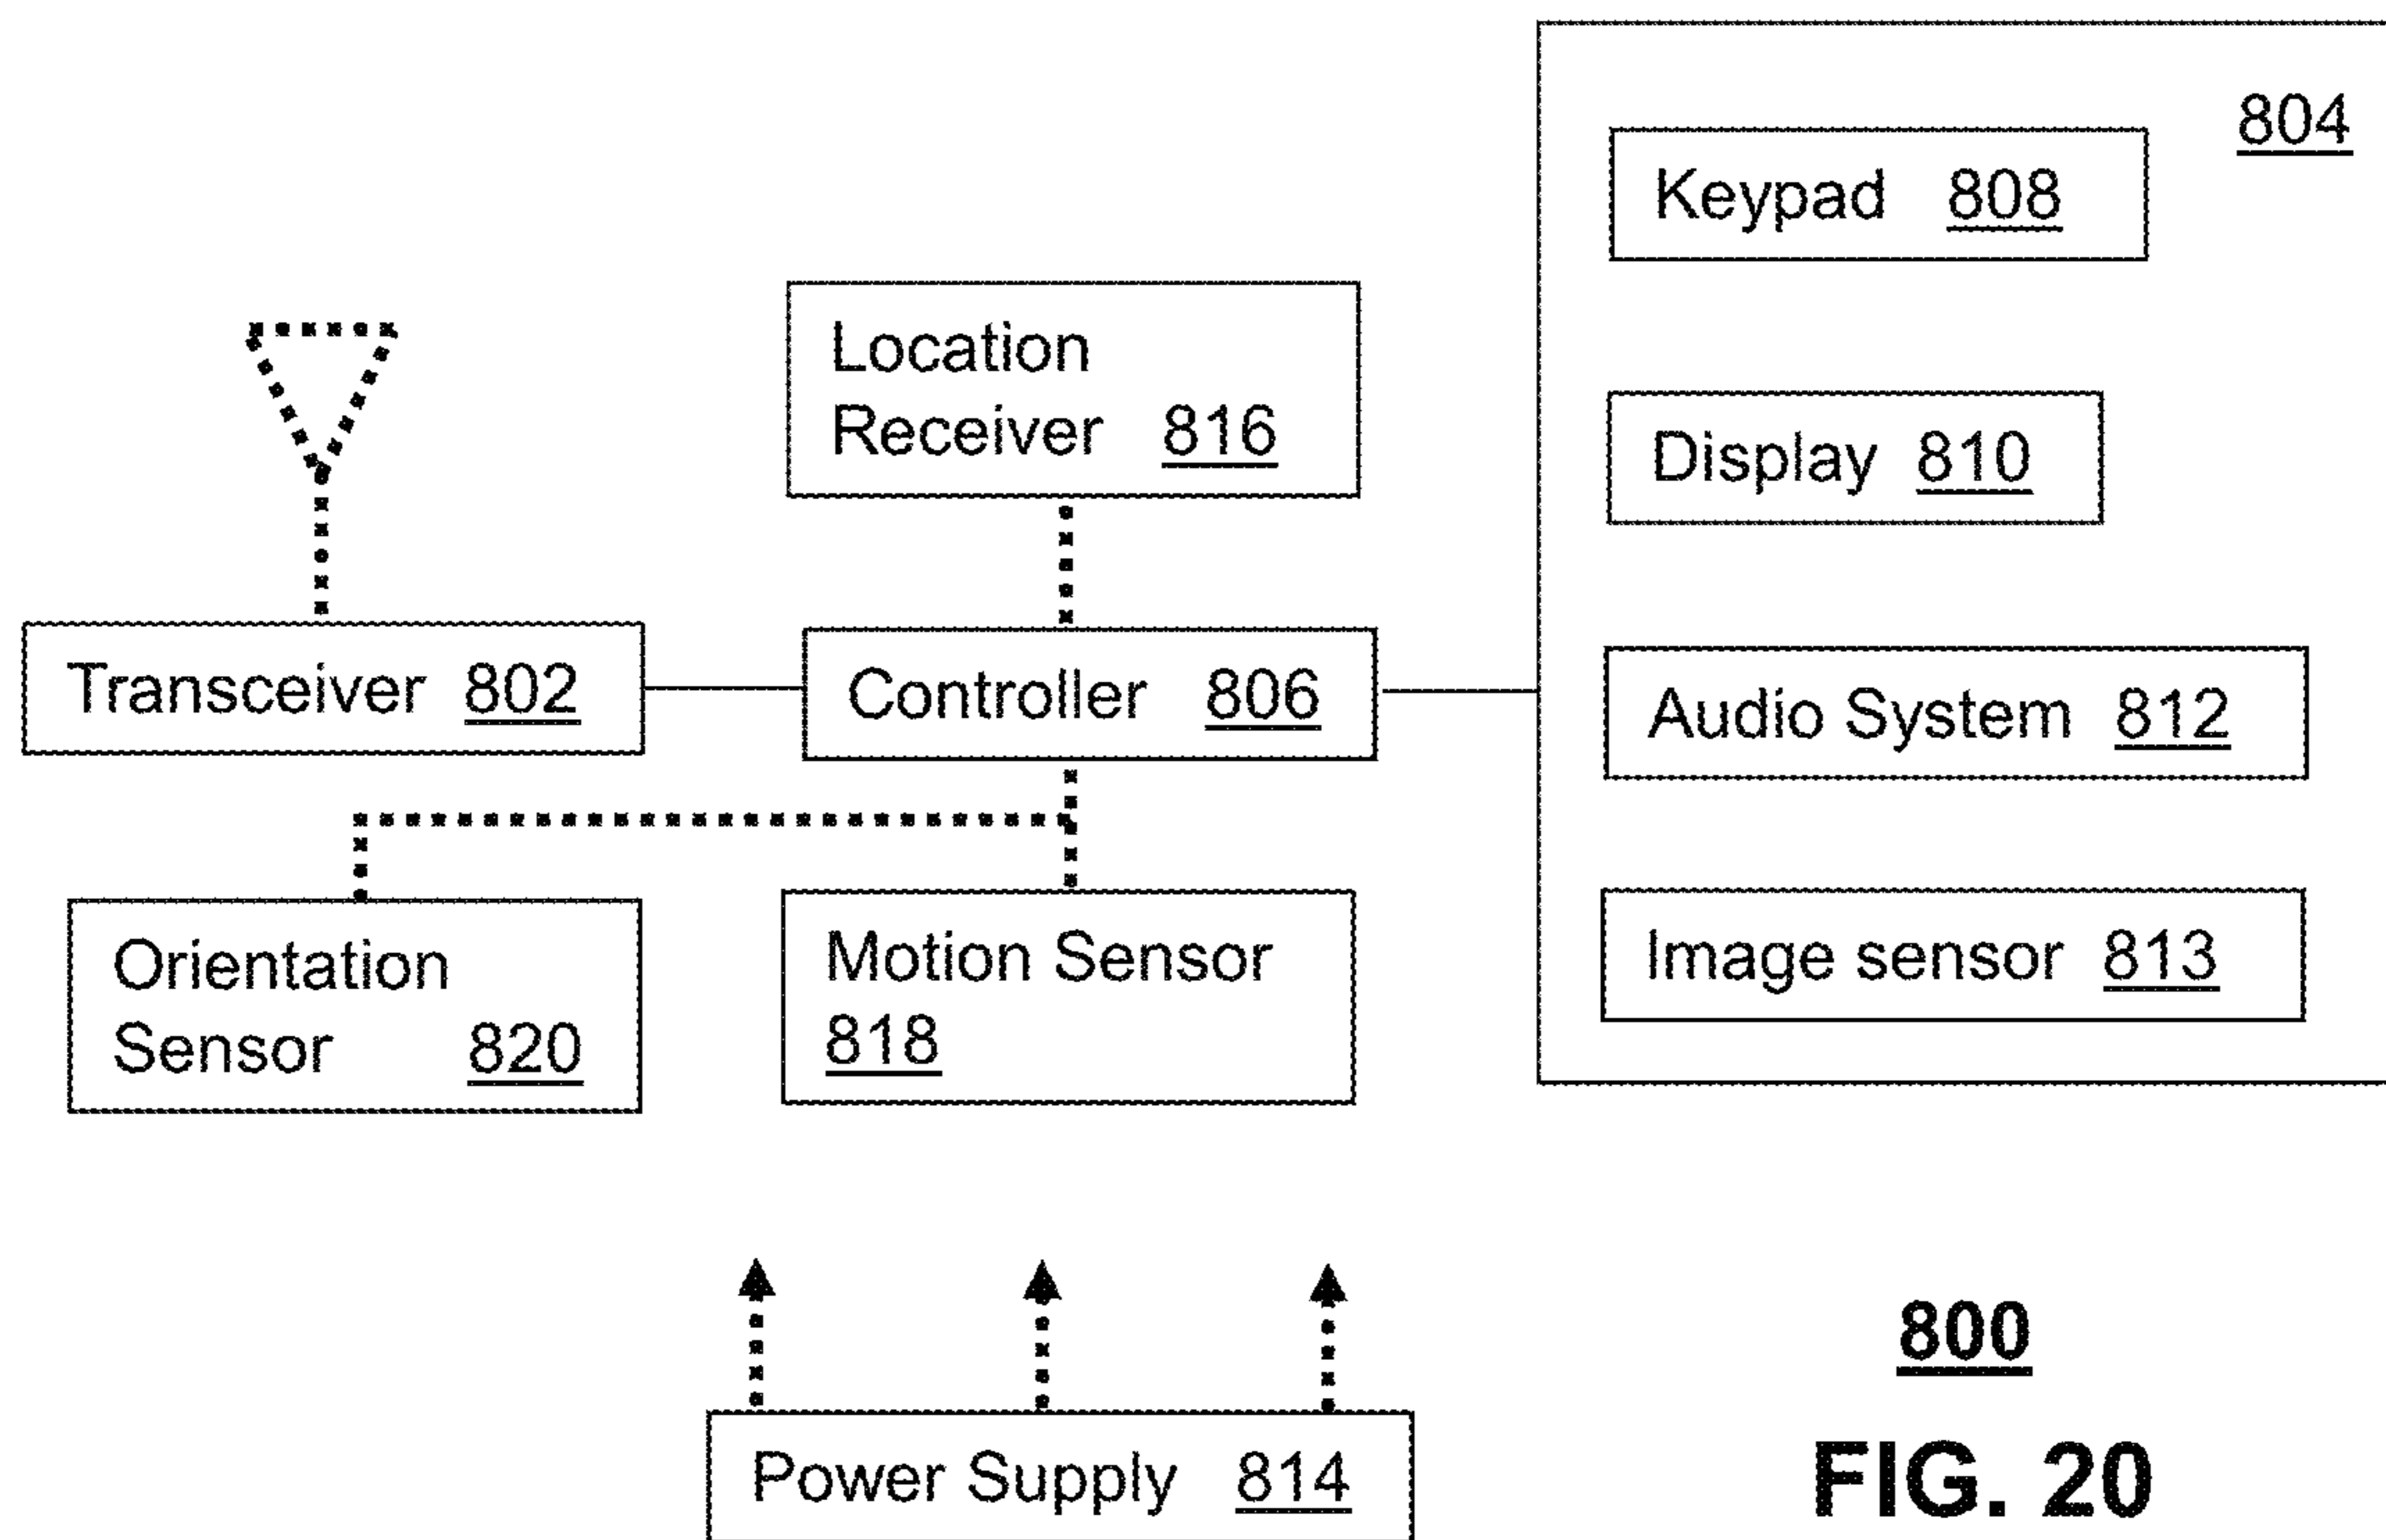 804
Keypad 808
Location
Receiver 816
Display 810
Transceiver 802
Controller 806
Audio System 812
Orientation
Sensor 820
Motion Sensor
818
Image sensor 813
Power Supply 814
800
FIG. 20